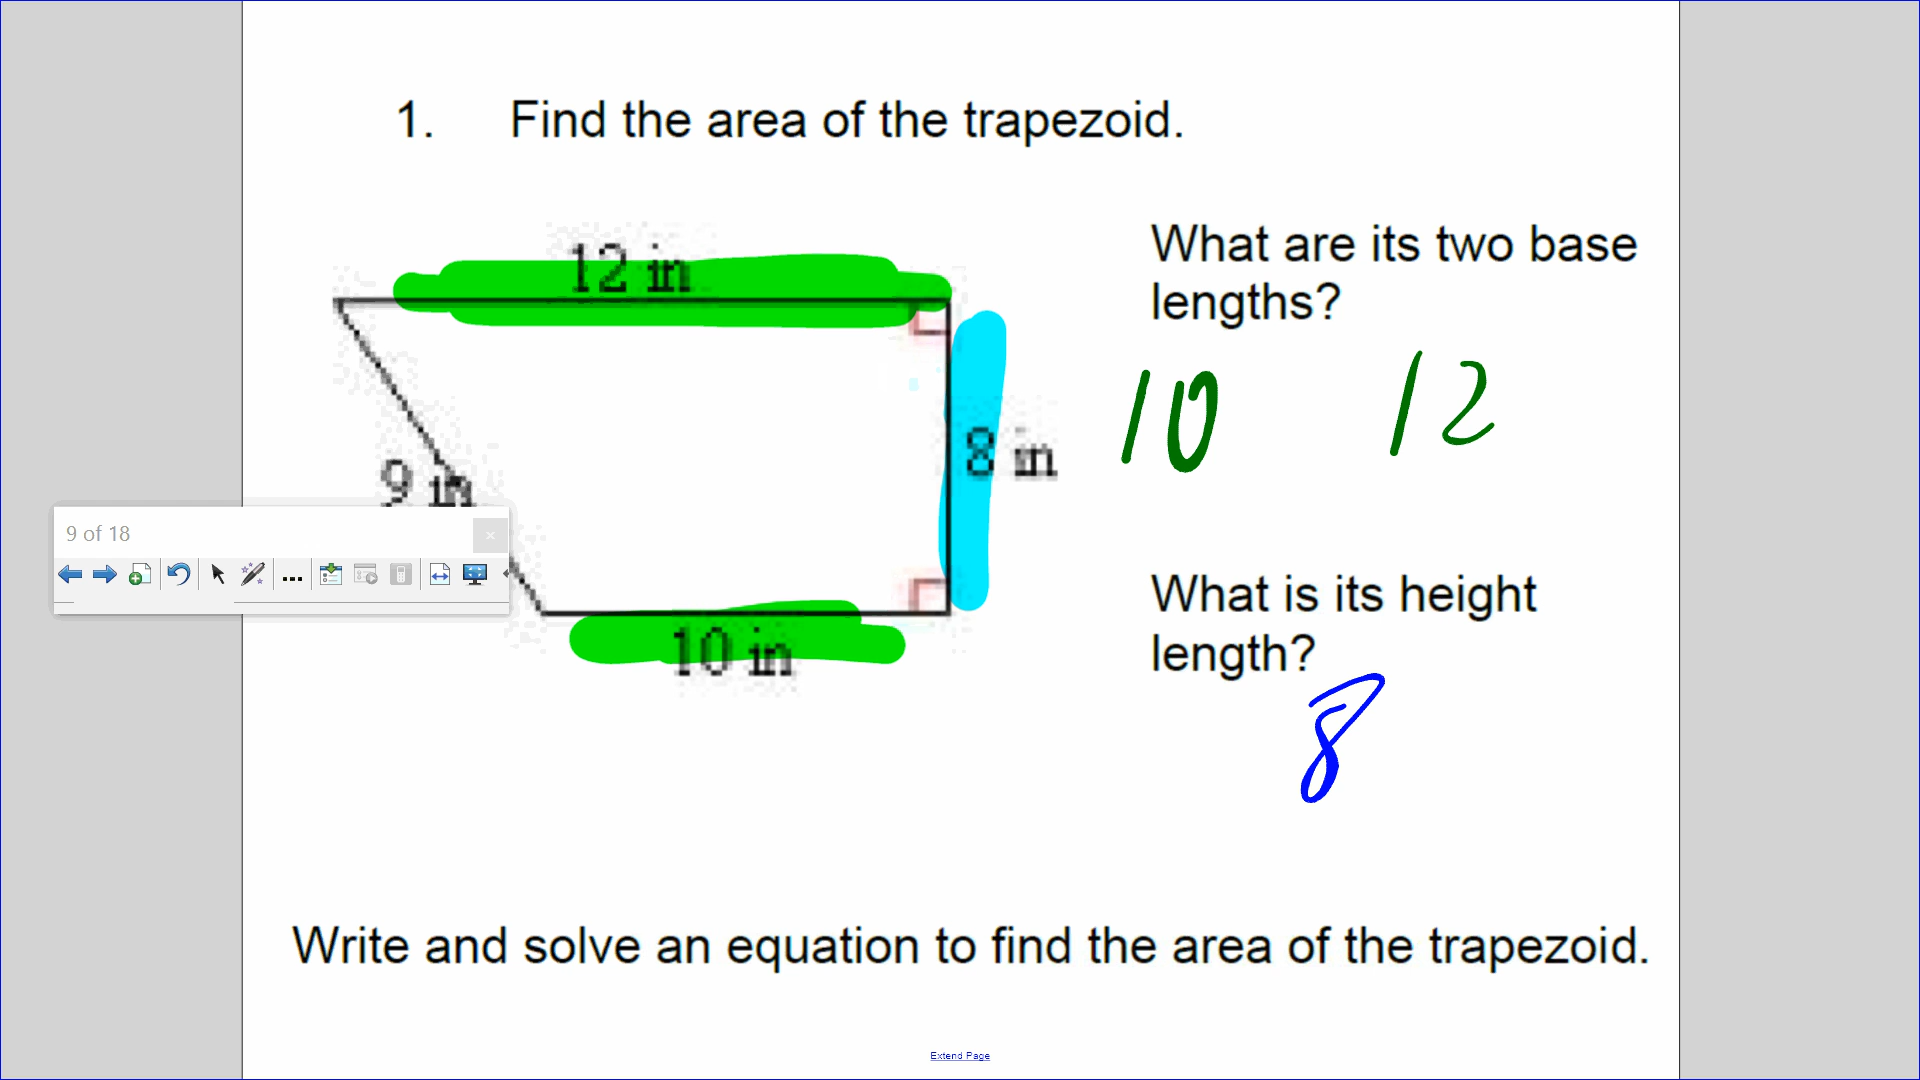 1. Find the area of the trapezoid.
12 in
What are its two base
lengths?
10 12
8 in
9 in
9 of 18
What is its height
length?
10 in
8
Write and solve an equation to find the area of the trapezoid.
Extend Page